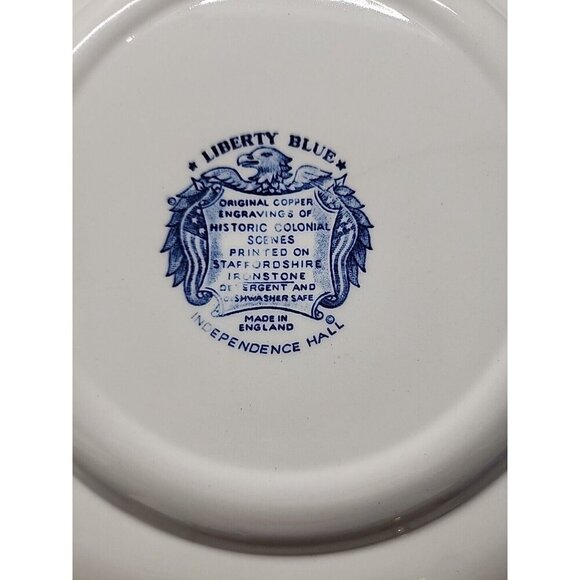 ★ LIBERTY BLUE ★
©
ORIGINAL COPPER
ENGRAVINGS OF
HISTORIC COLONIAL
SCENES
PRINTED ON
STAFFORDSHIRE
IRONSTONE
DETERGENT AND
DISHWASHER SAFE
MADE IN
ENGLAND
INDEPENDENCE HALL ©